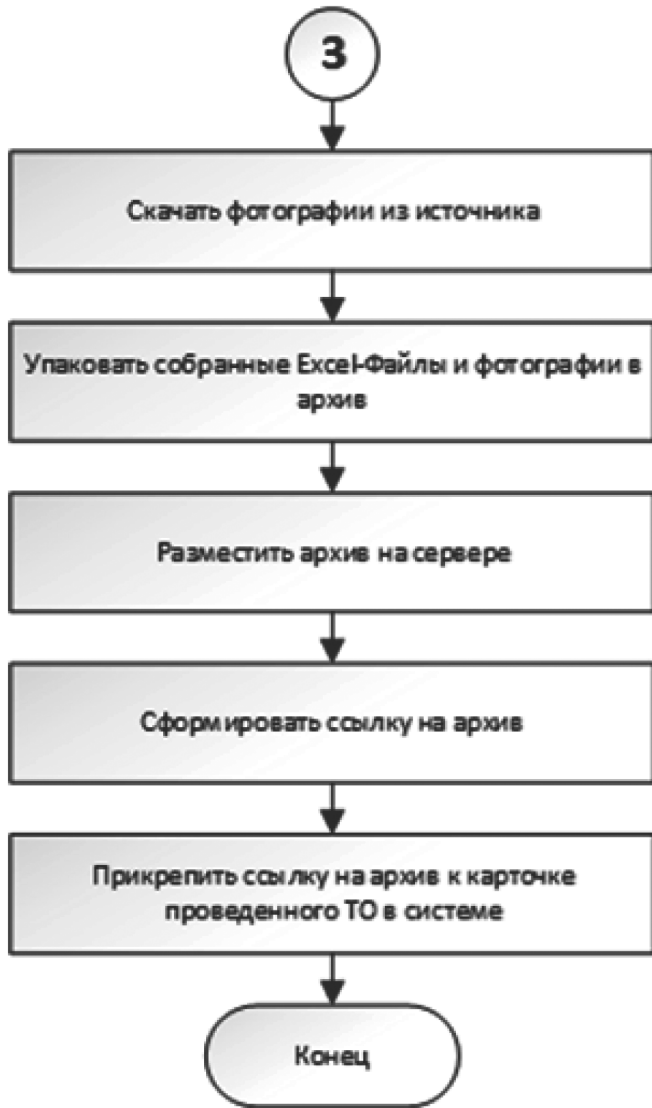 3
Скачать фотографии из источника
Упаковать собранные Excel-Файлы и фотографии в
архив
Разместить архив на сервере
Сформировать ссылку на архив
Прикрепить ссылку на архив к карточке
проведенного ТО в системе
Конец